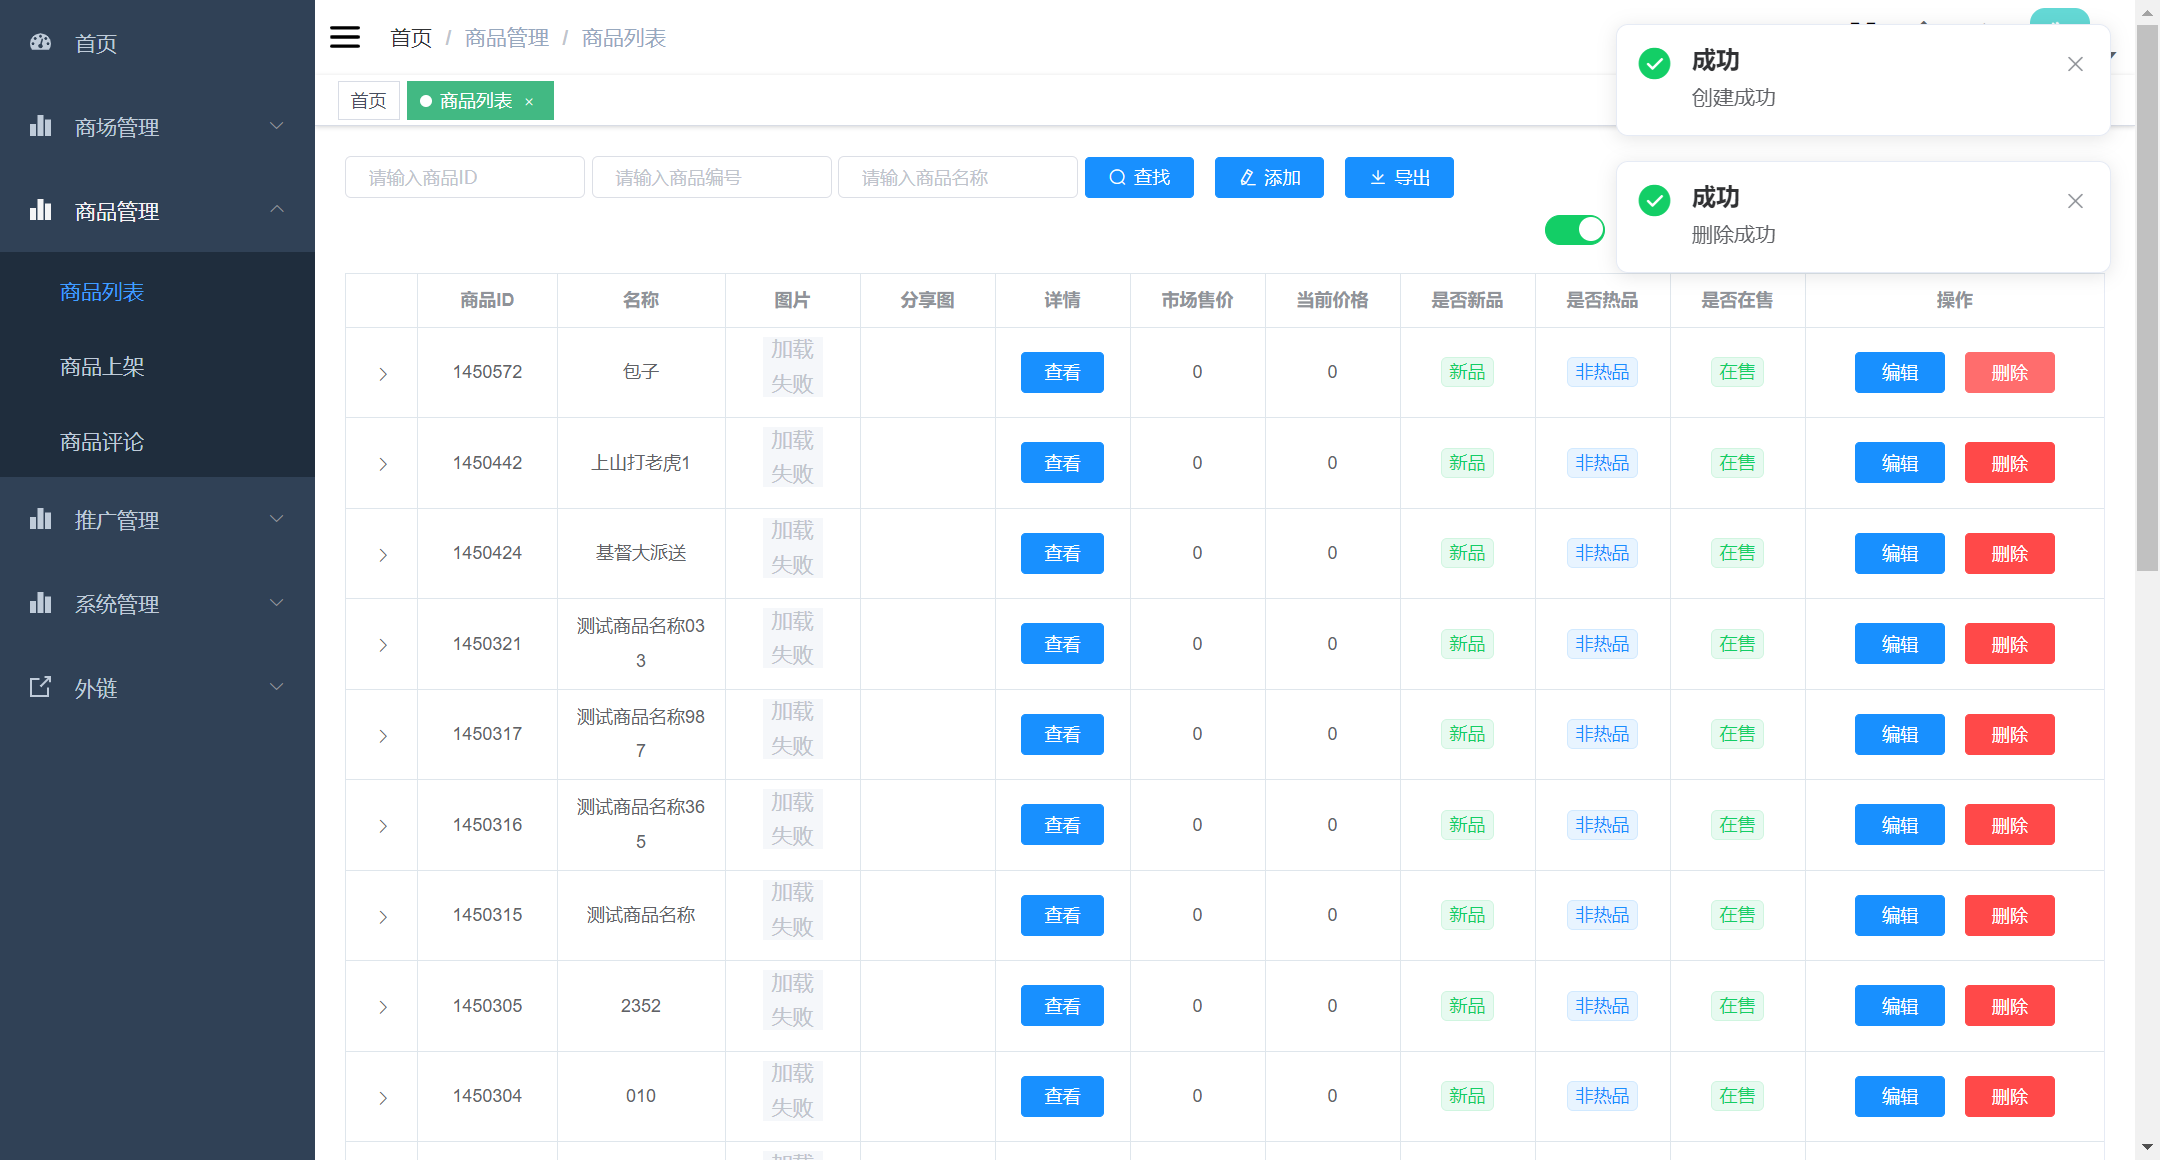 首页
商场管理
商品管理
商品列表
商品上架
商品评论
推广管理
系统管理
外链
首页 / 商品管理 / 商品列表
首页
商品列表 ×
成功
创建成功
成功
删除成功
请输入商品ID 请输入商品编号 请输入商品名称 查找 添加 导出
商品ID 名称 图片 分享图 详情 市场售价 当前价格 是否新品 是否热品 是否在售 操作
1450572 包子 加载失败 查看 0 0 新品 非热品 在售 编辑 删除
1450442 上山打老虎1 加载失败 查看 0 0 新品 非热品 在售 编辑 删除
1450424 基督大派送 加载失败 查看 0 0 新品 非热品 在售 编辑 删除
1450321 测试商品名称033 加载失败 查看 0 0 新品 非热品 在售 编辑 删除
1450317 测试商品名称987 加载失败 查看 0 0 新品 非热品 在售 编辑 删除
1450316 测试商品名称365 加载失败 查看 0 0 新品 非热品 在售 编辑 删除
1450315 测试商品名称 加载失败 查看 0 0 新品 非热品 在售 编辑 删除
1450305 2352 加载失败 查看 0 0 新品 非热品 在售 编辑 删除
1450304 010 加载失败 查看 0 0 新品 非热品 在售 编辑 删除